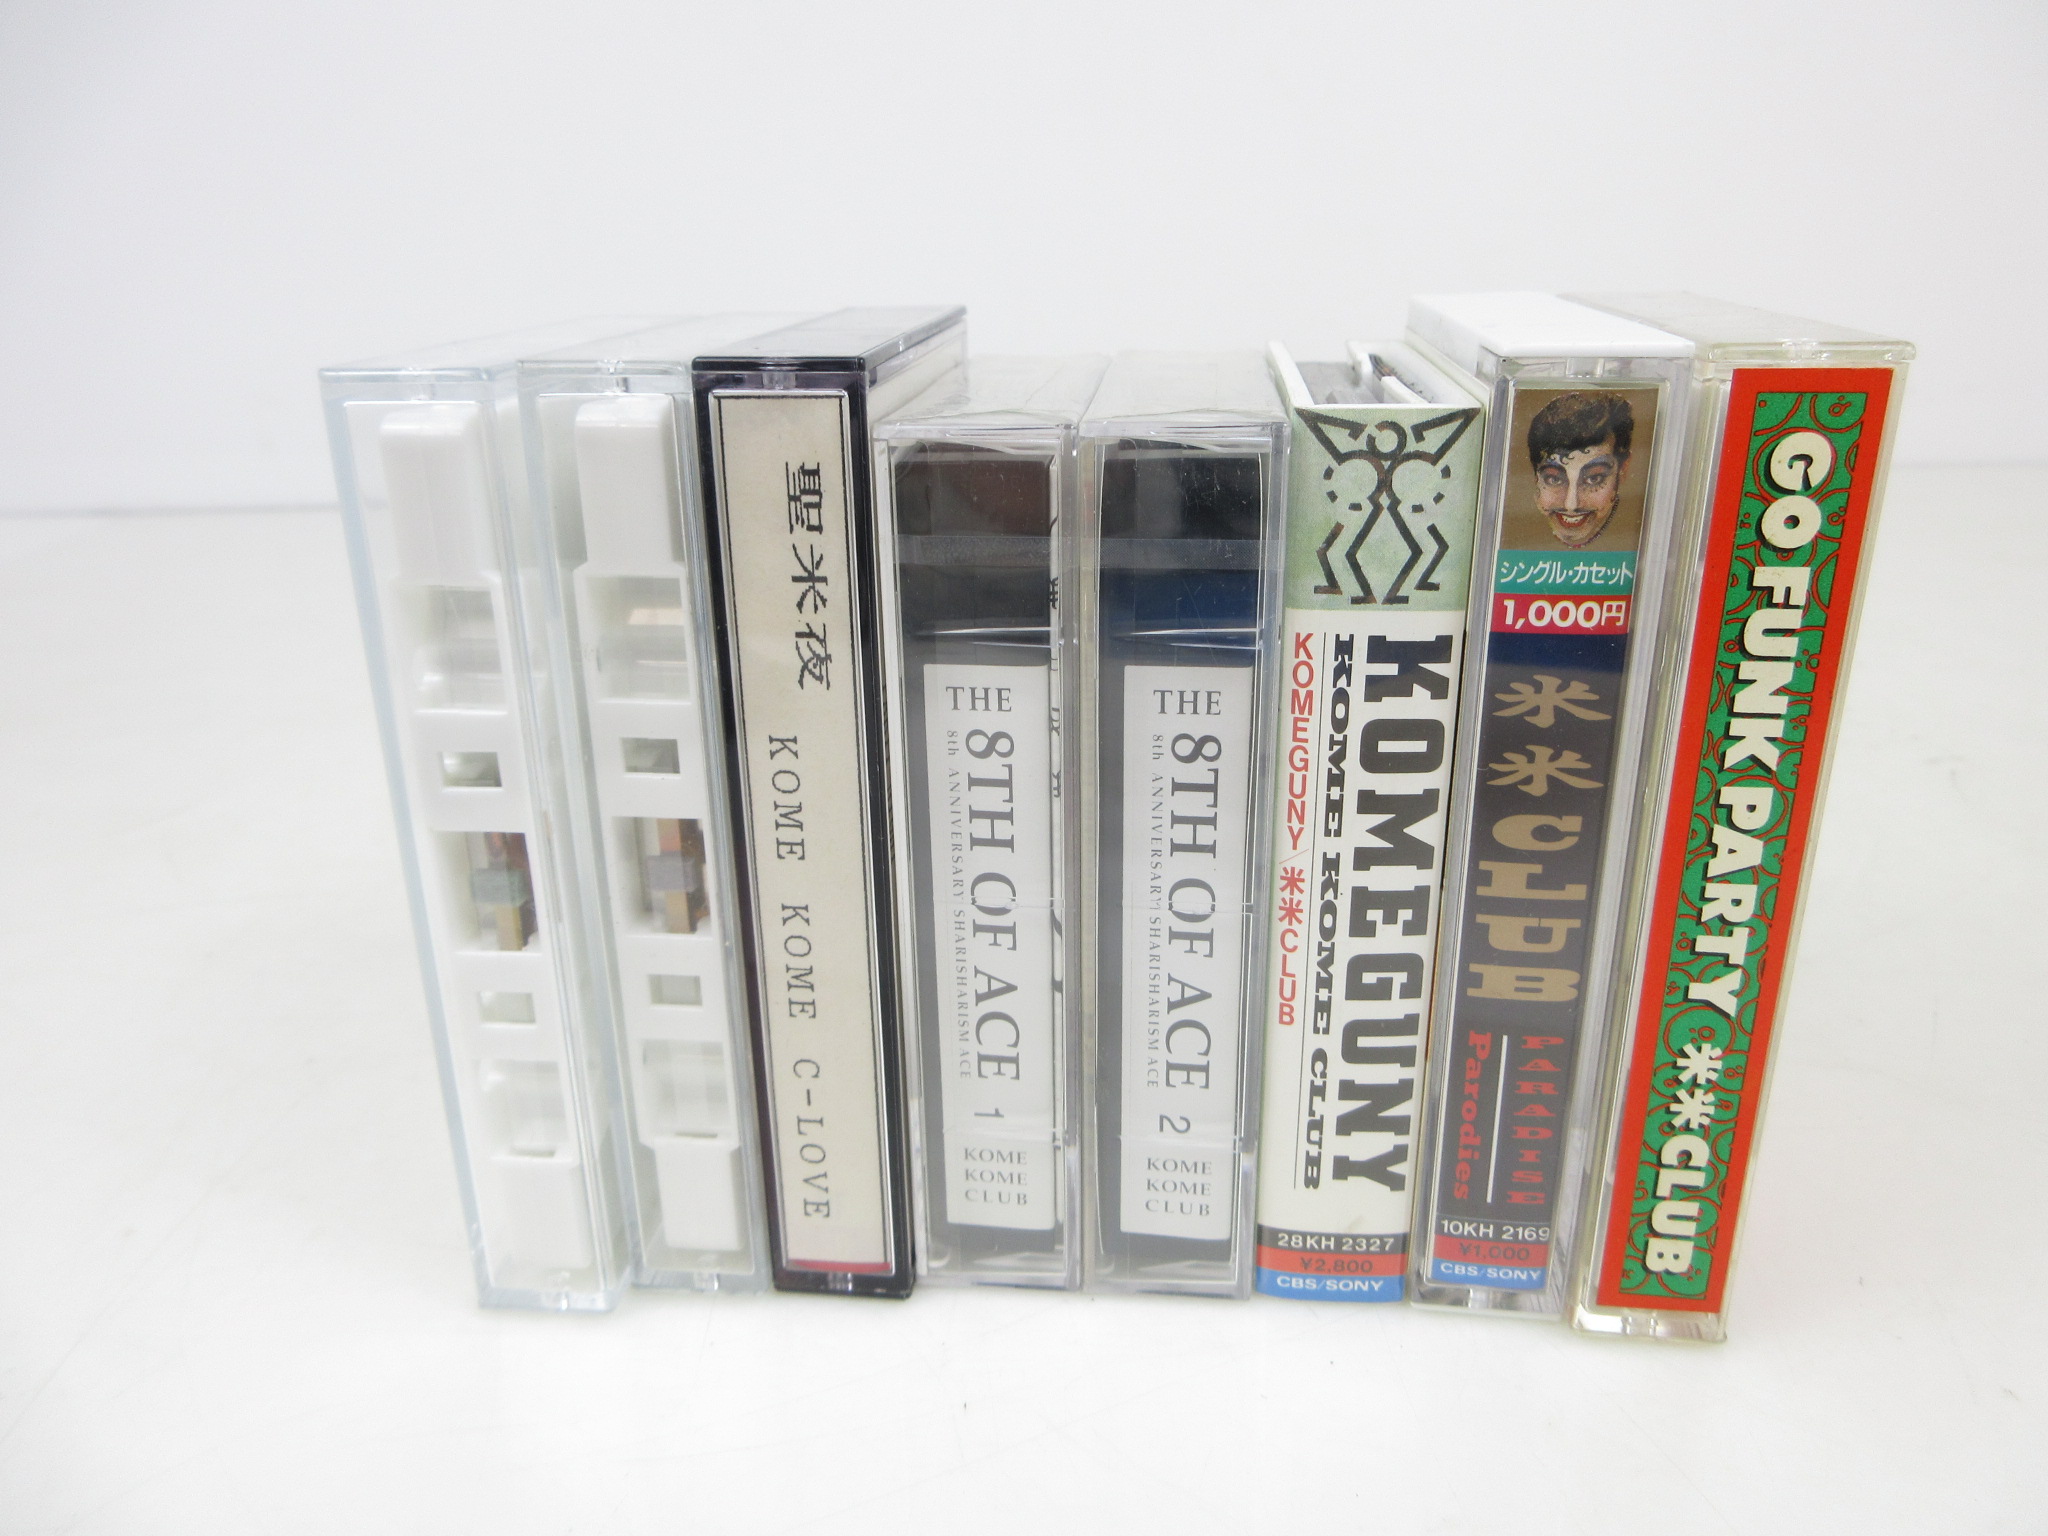 聖米夜 KOME KOME C-LOVE
THE
8TH OF ACE 1
8th ANNIVERSARY SHARISHARISM ACE
KOME
KOME
CLUB
THE
8TH OF ACE 2
8th ANNIVERSARY SHARISHARISM ACE
KOME
KOME
CLUB
KOMEGUNY
KOME KOME CLUB
KOMEGUNY/米米CLUB
28KH 2327
¥2,800
CBS/SONY
シングル・カセット
1,000円
米米CLUB
PARADISE
Parodies
10KH 2169
¥1,000
CBS/SONY
GO FUNK PARTY 米米CLUB